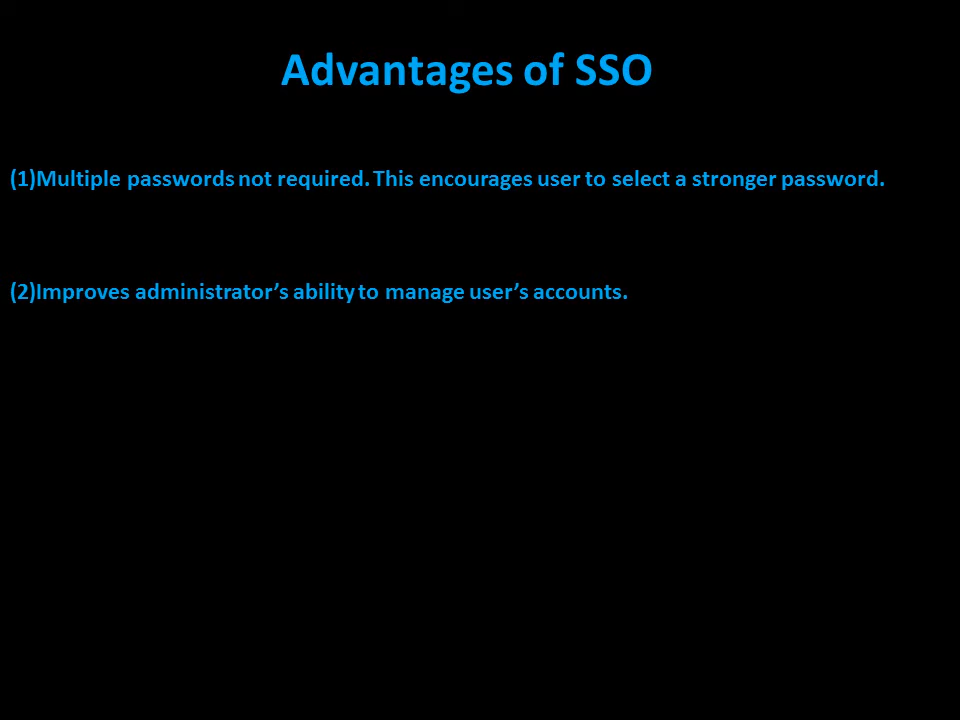 Advantages of SSO
(1)Multiple passwords not required. This encourages user to select a stronger password.
(2)Improves administrator’s ability to manage user’s accounts.